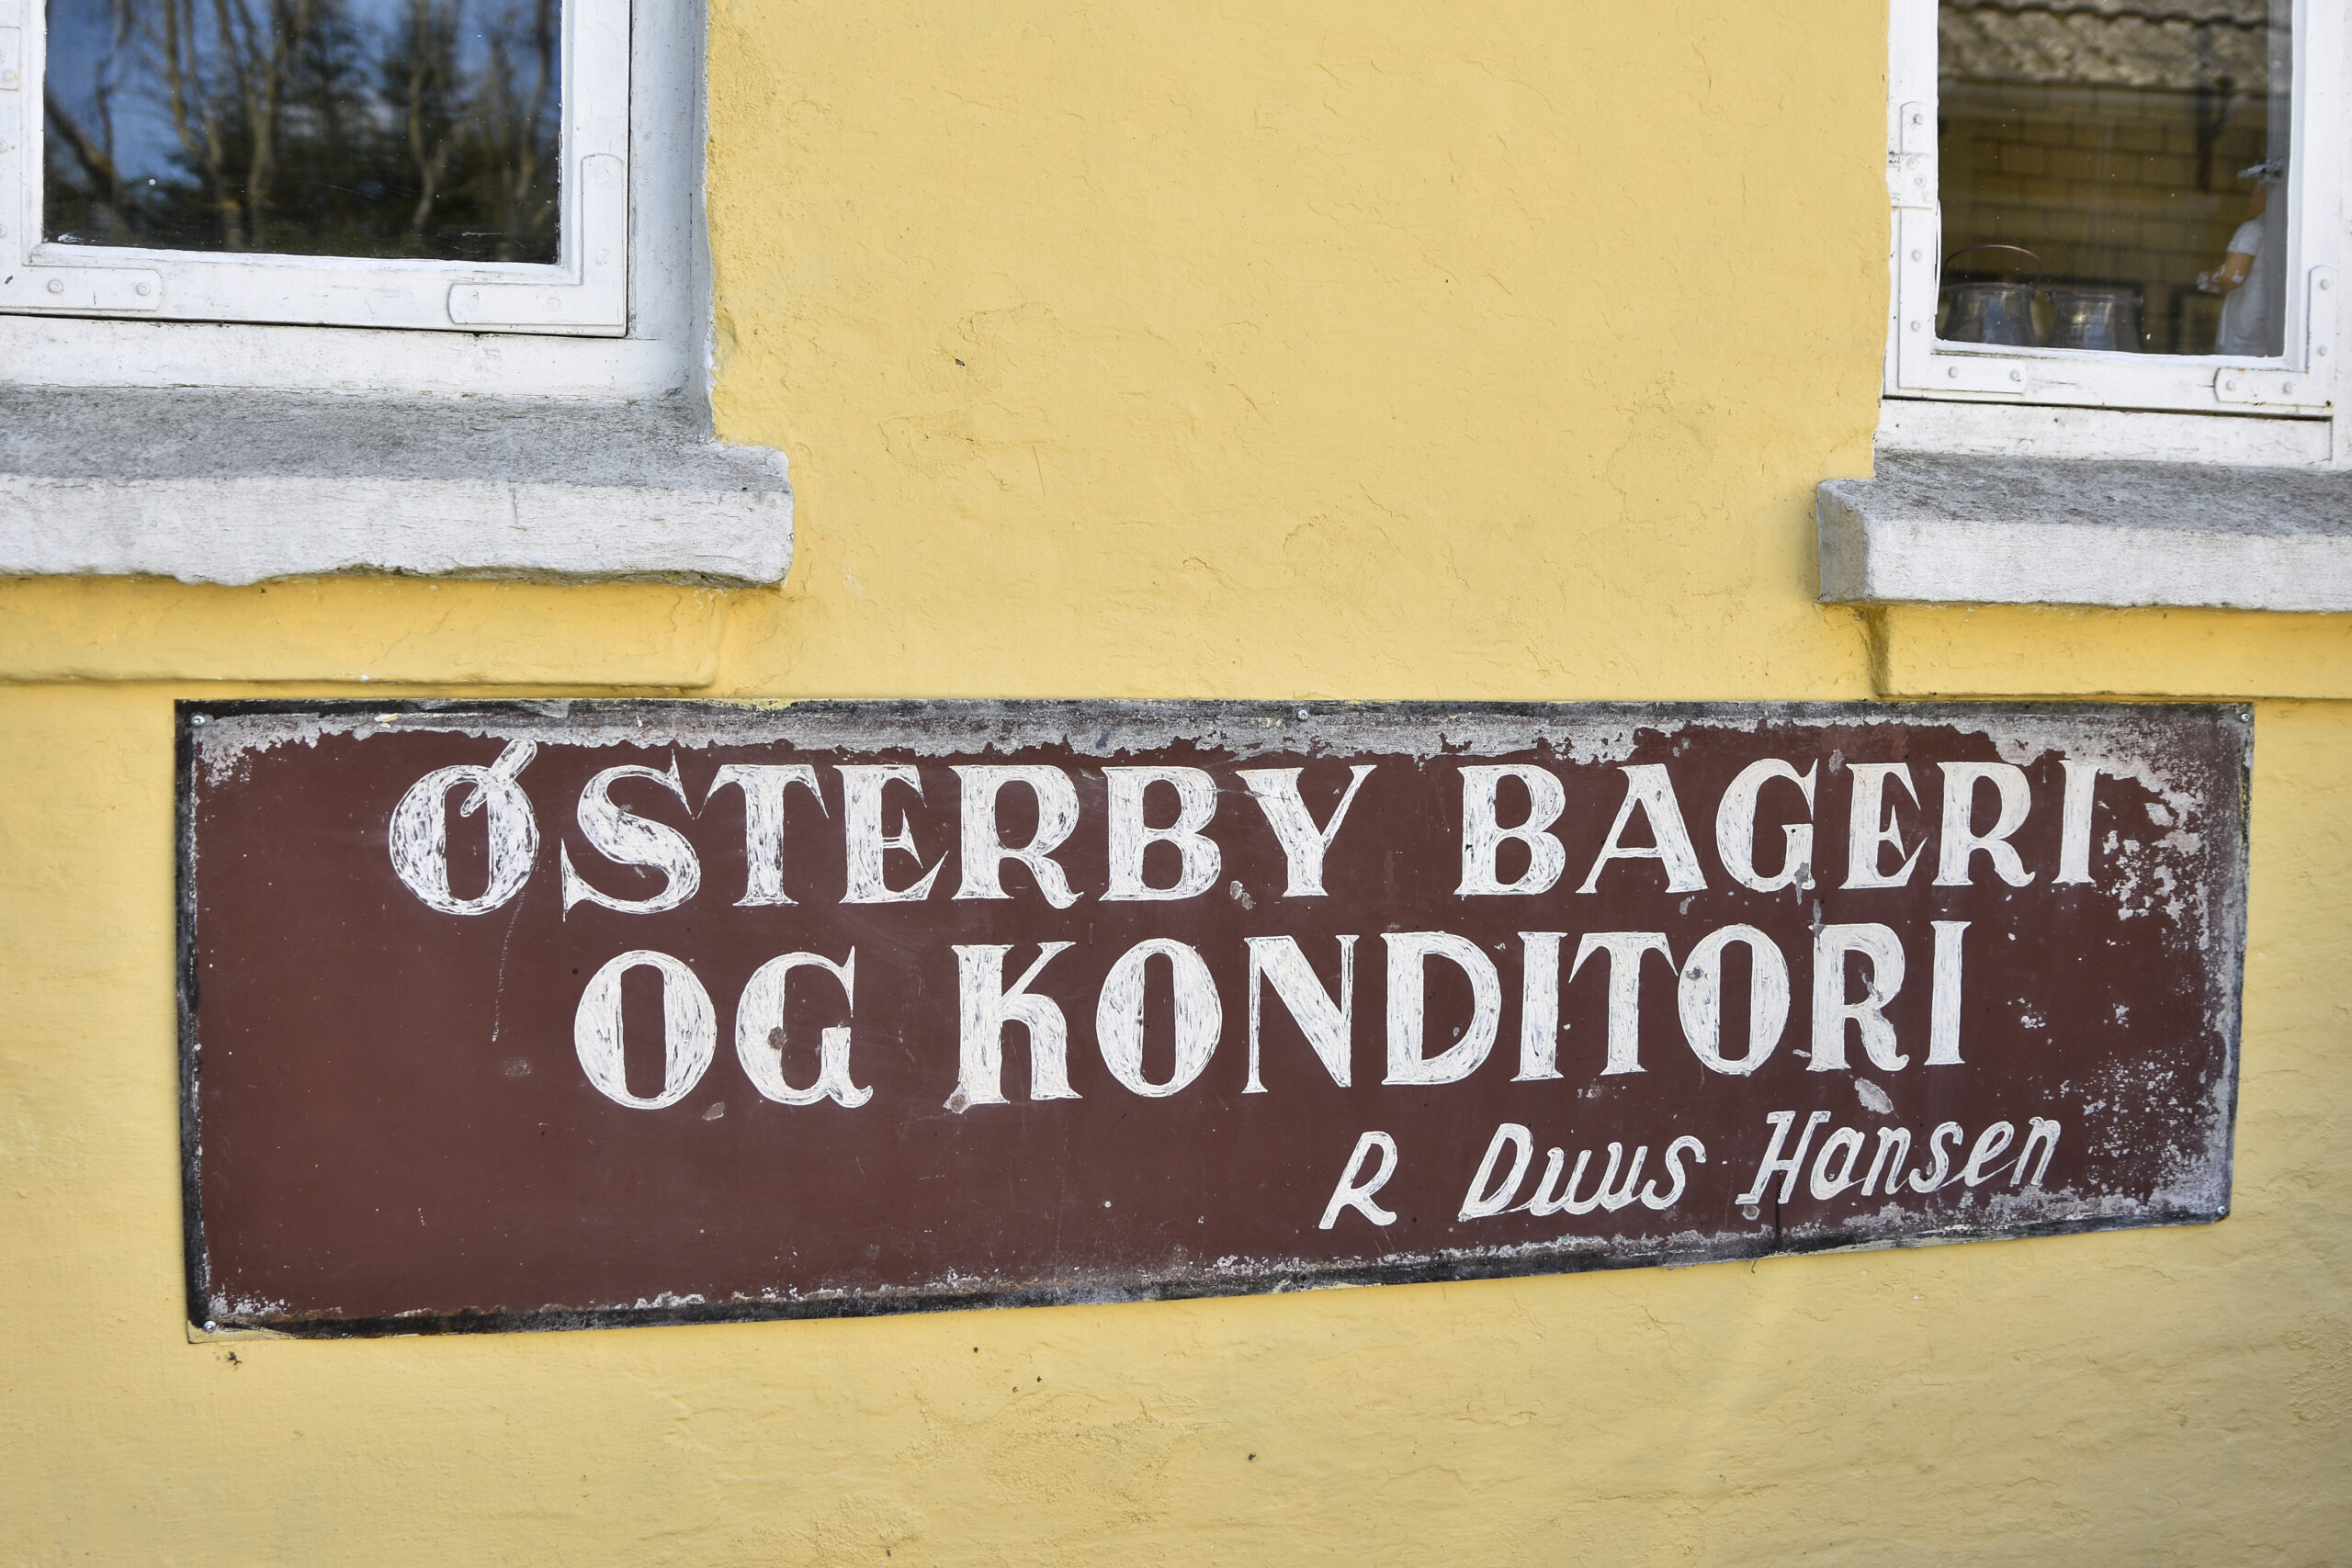 ØSTERBY BAGERI
OG KONDITORI
R Duus Hansen